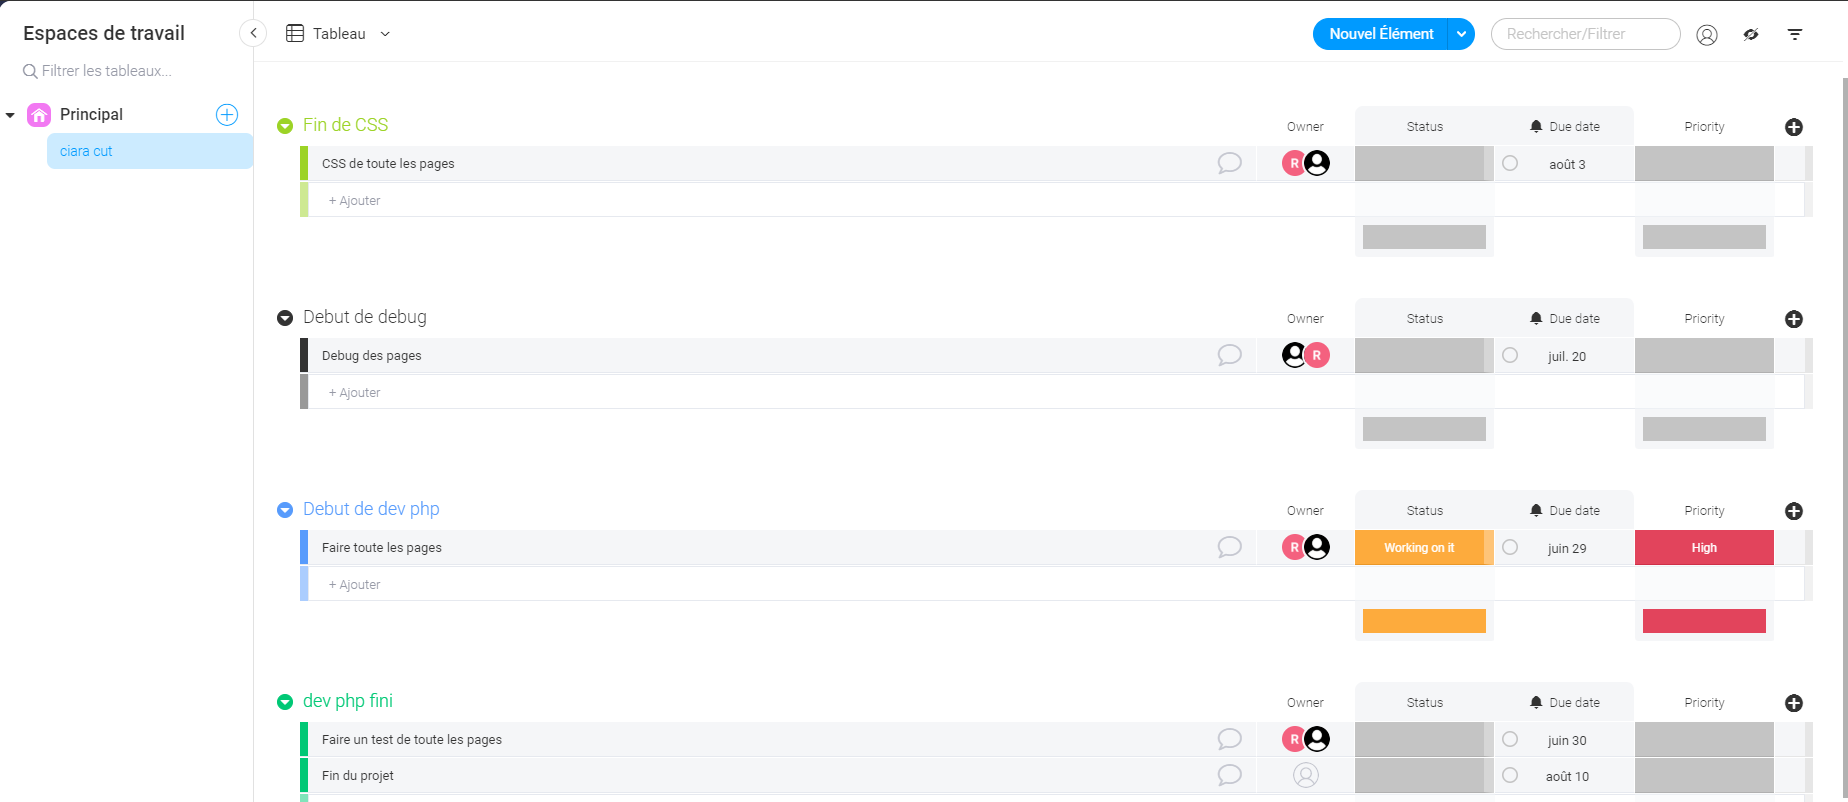 Espaces de travail
Tableau
Nouvel Élément
Rechercher/Filtrer
Filtrer les tableaux...
Principal
ciara cut
Fin de CSS
Owner
Status
Due date
Priority
CSS de toute les pages
R
août 3
+ Ajouter
Debut de debug
Owner
Status
Due date
Priority
Debug des pages
R
juil. 20
+ Ajouter
Debut de dev php
Owner
Status
Due date
Priority
Faire toute les pages
R
Working on it
juin 29
High
+ Ajouter
dev php fini
Owner
Status
Due date
Priority
Faire un test de toute les pages
R
juin 30
Fin du projet
août 10